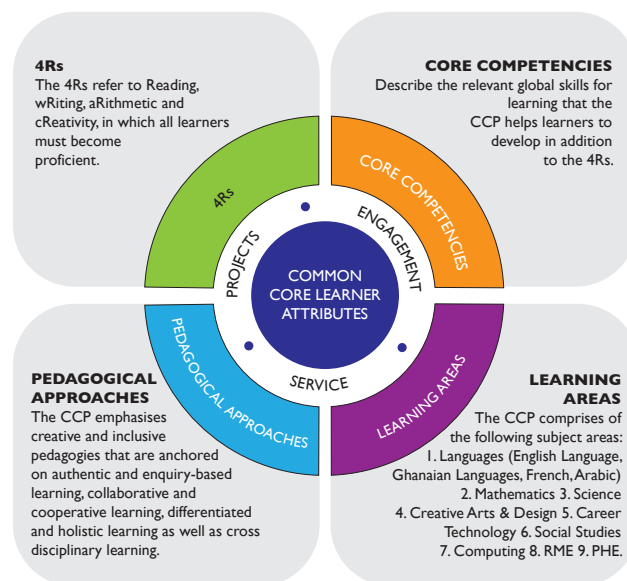 4Rs
The 4Rs refer to Reading,
wRiting, aRithmetic and
cReativity, in which all learners
must become
proficient.
CORE COMPETENCIES
Describe the relevant global skills for
learning that the
CCP helps learners to
develop in addition
to the 4Rs.
4Rs
CORE COMPETENCIES
PROJECTS
ENGAGEMENT
COMMON
CORE LEARNER
ATTRIBUTES
SERVICE
PEDAGOGICAL APPROACHES
LEARNING AREAS
PEDAGOGICAL
APPROACHES
The CCP emphasises
creative and inclusive
pedagogies that are anchored
on authentic and enquiry-based
learning, collaborative and
cooperative learning, differentiated
and holistic learning as well as cross
disciplinary learning.
LEARNING
AREAS
The CCP comprises of
the following subject areas:
1. Languages (English Language,
Ghanaian Languages, French, Arabic)
2. Mathematics 3. Science
4. Creative Arts & Design 5. Career
Technology 6. Social Studies
7. Computing 8. RME 9. PHE.